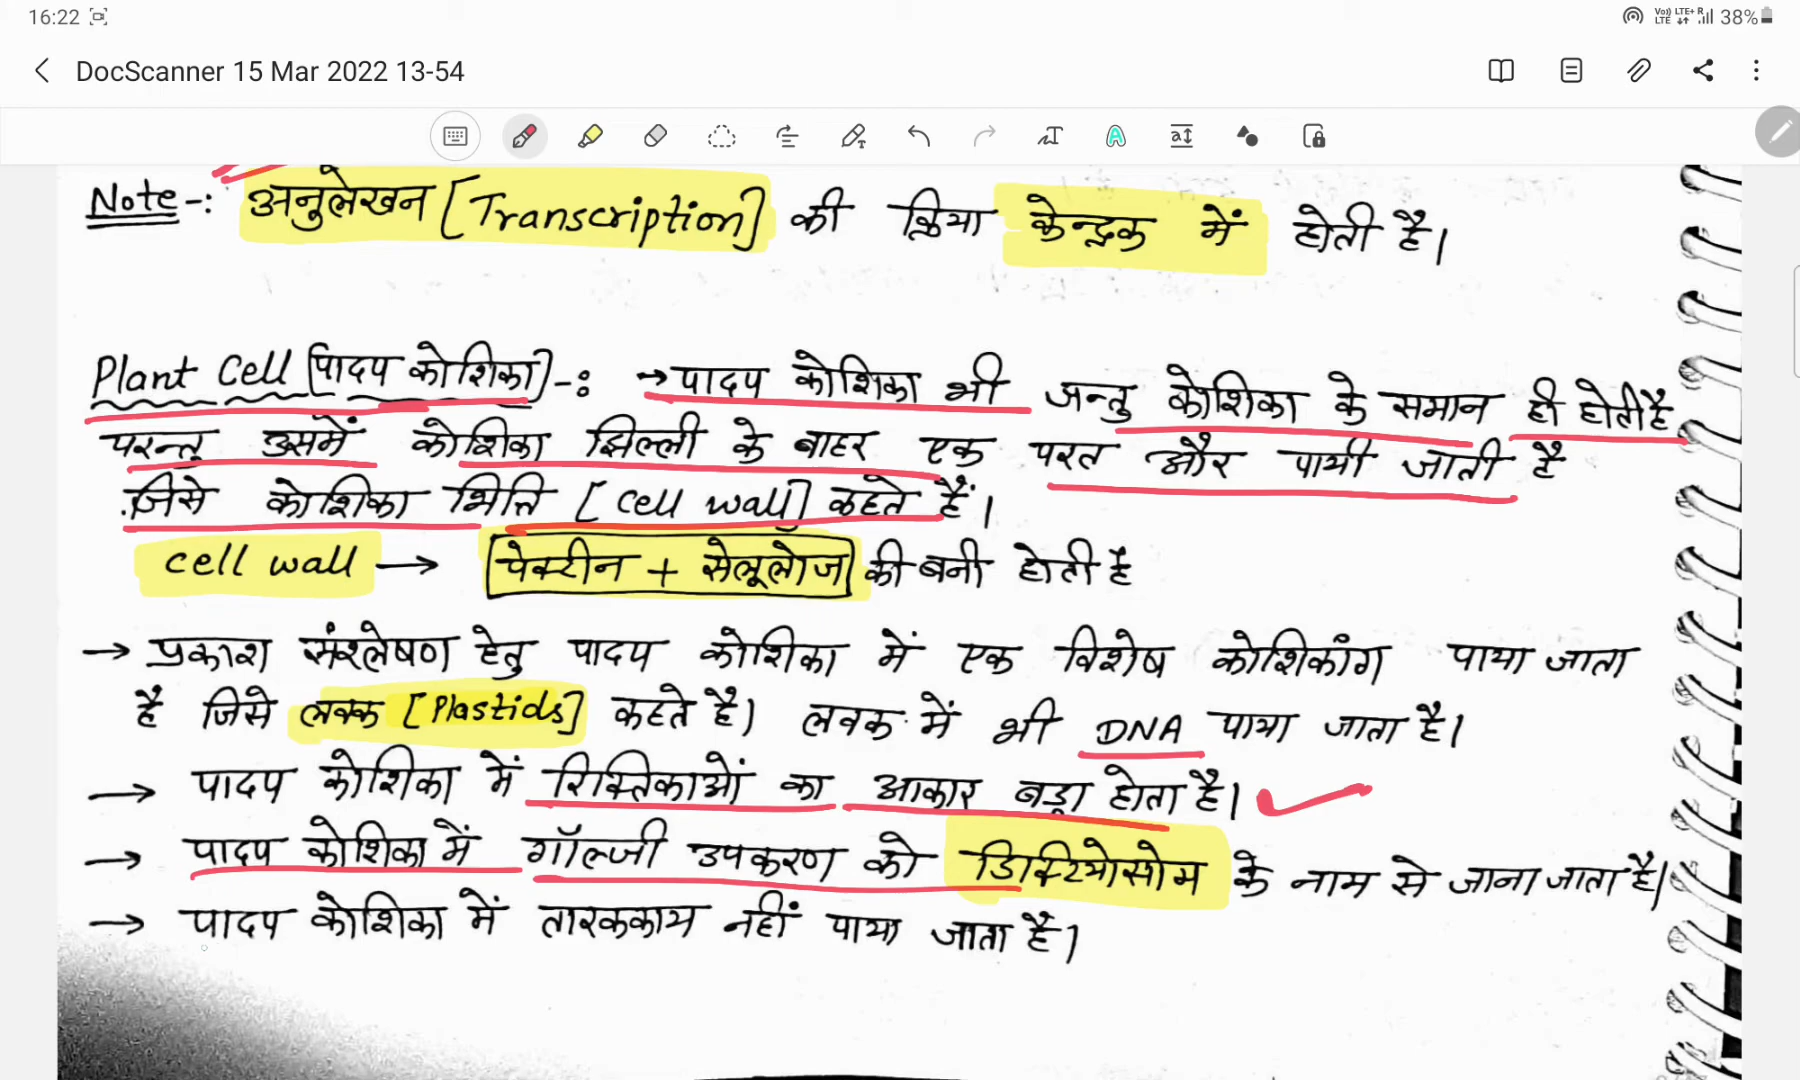 16:22
38%
DocScanner 15 Mar 2022 13-54
Note-: अनुलेखन [Transcription] की क्रिया केन्द्रक में होती है।
Plant Cell [पादप कोशिका]-: →पादप कोशिका भी जन्तु कोशिका के समान ही होती है
परन्तु उसमें कोशिका झिल्ली के बाहर एक परत और पायी जाती है
जिसे कोशिका भित्ति [cell wall] कहते हैं।
cell wall → पेक्टीन + सेलूलोज की बनी होती है
→ प्रकाश संश्लेषण हेतु पादप कोशिका में एक विशेष कोशिकांग पाया जाता
है जिसे लवक [Plastids] कहते है। लवक में भी DNA पाया जाता है।
→ पादप कोशिका में रिक्तिकाओं का आकार बड़ा होता है।
→ पादप कोशिका में गॉल्जी उपकरण को डिक्टियोसोम के नाम से जाना जाता है।
→ पादप कोशिका में तारककाय नहीं पाया जाता है।